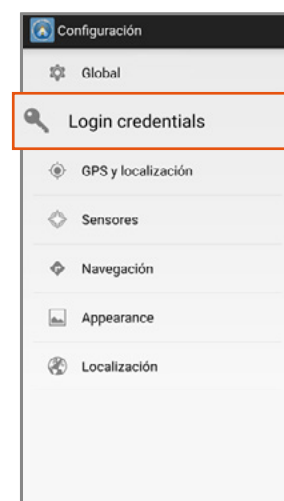 Configuración
Global
Login credentials
GPS y localización
Sensores
Navegación
Appearance
Localización